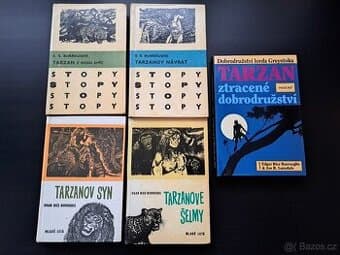 E. R. BURROUGHS
TARZAN Z RODU OPIC
STOPY
STOPY
STOPY
STOPY
E. R. BURROUGHS
TARZANŮV NÁVRAT
STOPY
STOPY
STOPY
STOPY
Dobrodružství lorda Greystoka
TARZAN
ztracené
dobrodružství
Edgar Rice Burroughs
& Joe R. Lansdale
TARZANŮV SYN
EDGAR RICE BURROUGHS
MLADÉ LETÁ
EDGAR RICE BURROUGHS
TARZANOVE
ŠELMY
MLADÉ LETÁ
Bazoš.cz